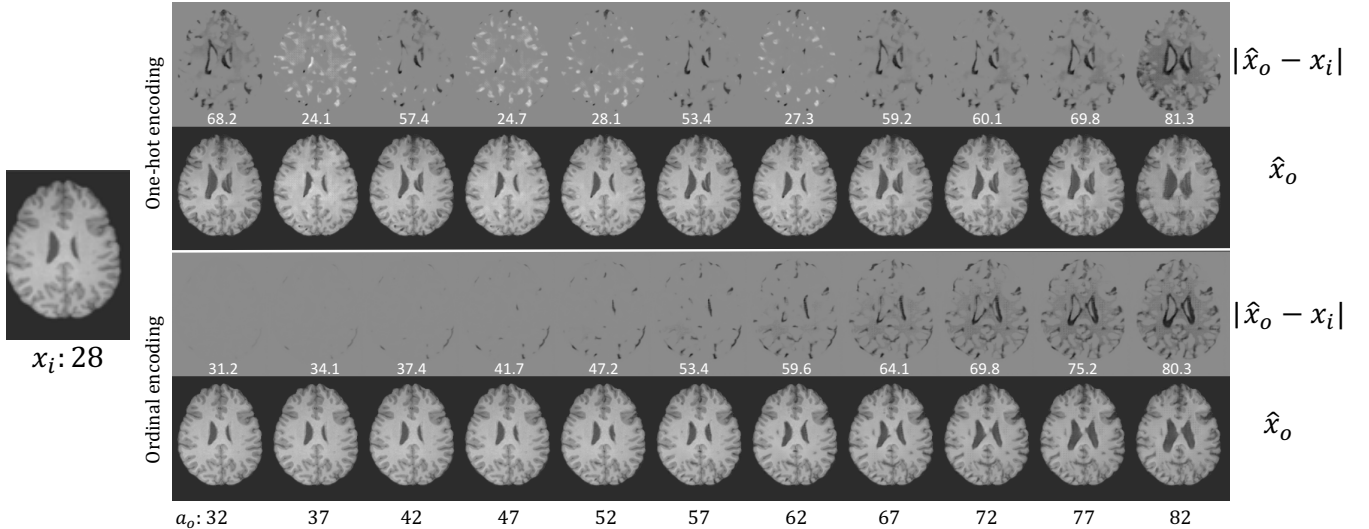 One-hot encoding
68.2 24.1 57.4 24.7 28.1 53.4 27.3 59.2 60.1 69.8 81.3
|x̂ₒ − xᵢ|
x̂ₒ
xᵢ: 28
Ordinal encoding
31.2 34.1 37.4 41.7 47.2 53.4 59.6 64.1 69.8 75.2 80.3
|x̂ₒ − xᵢ|
x̂ₒ
aₒ: 32 37 42 47 52 57 62 67 72 77 82